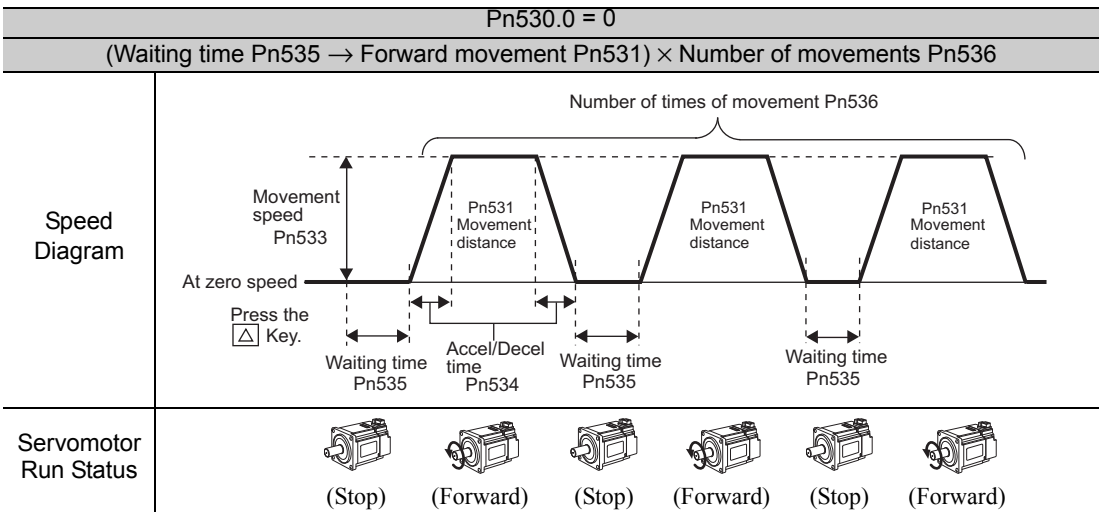 Pn530.0 = 0
(Waiting time Pn535 → Forward movement Pn531) × Number of movements Pn536
Speed
Diagram
Number of times of movement Pn536
Movement
speed
Pn533
Pn531
Movement
distance
Pn531
Movement
distance
Pn531
Movement
distance
At zero speed
Press the
△ Key.
Waiting time
Pn535
Accel/Decel
time
Pn534
Waiting time
Pn535
Waiting time
Pn535
Servomotor
Run Status
(Stop) (Forward) (Stop) (Forward) (Stop) (Forward)